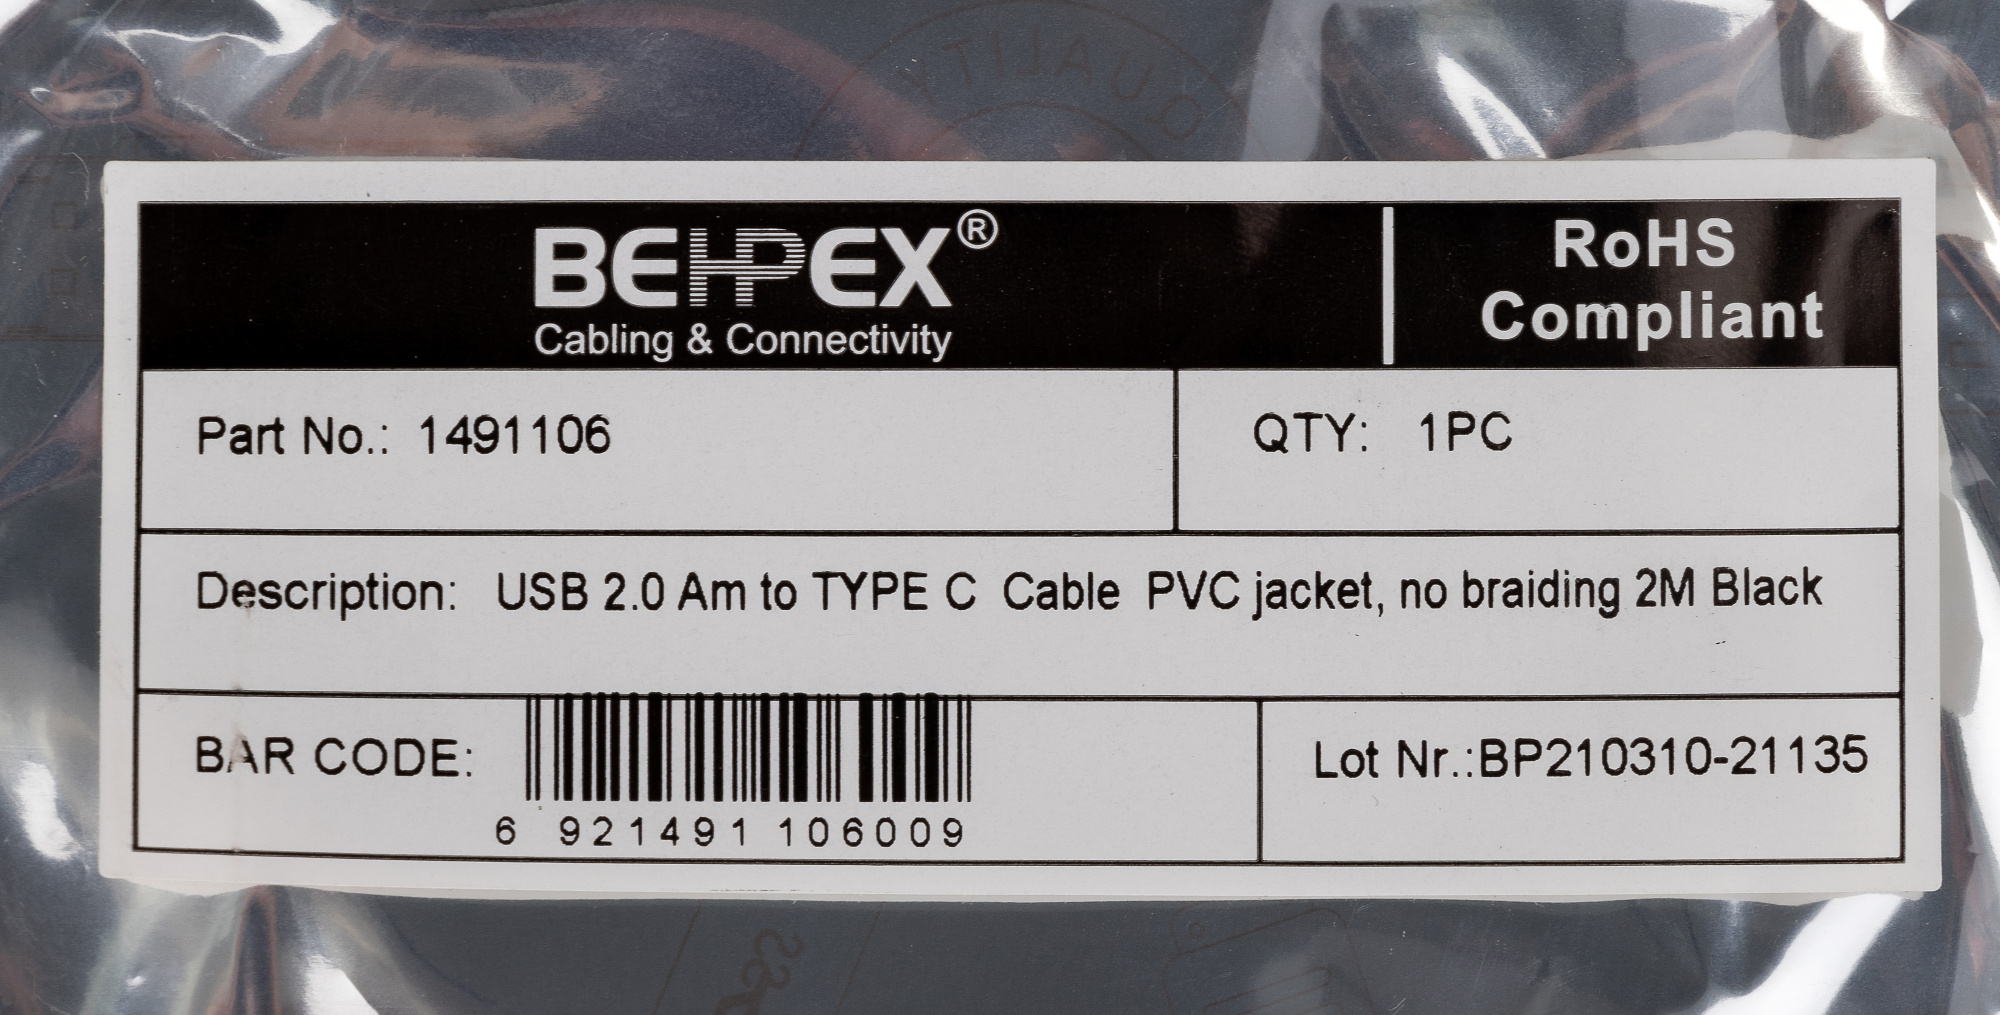 QUALITY
BEHPEX®
Cabling & Connectivity
RoHS
Compliant
Part No.: 1491106
QTY: 1PC
Description: USB 2.0 Am to TYPE C Cable PVC jacket, no braiding 2M Black
BAR CODE:
6 921491 106009
Lot Nr.:BP210310-21135